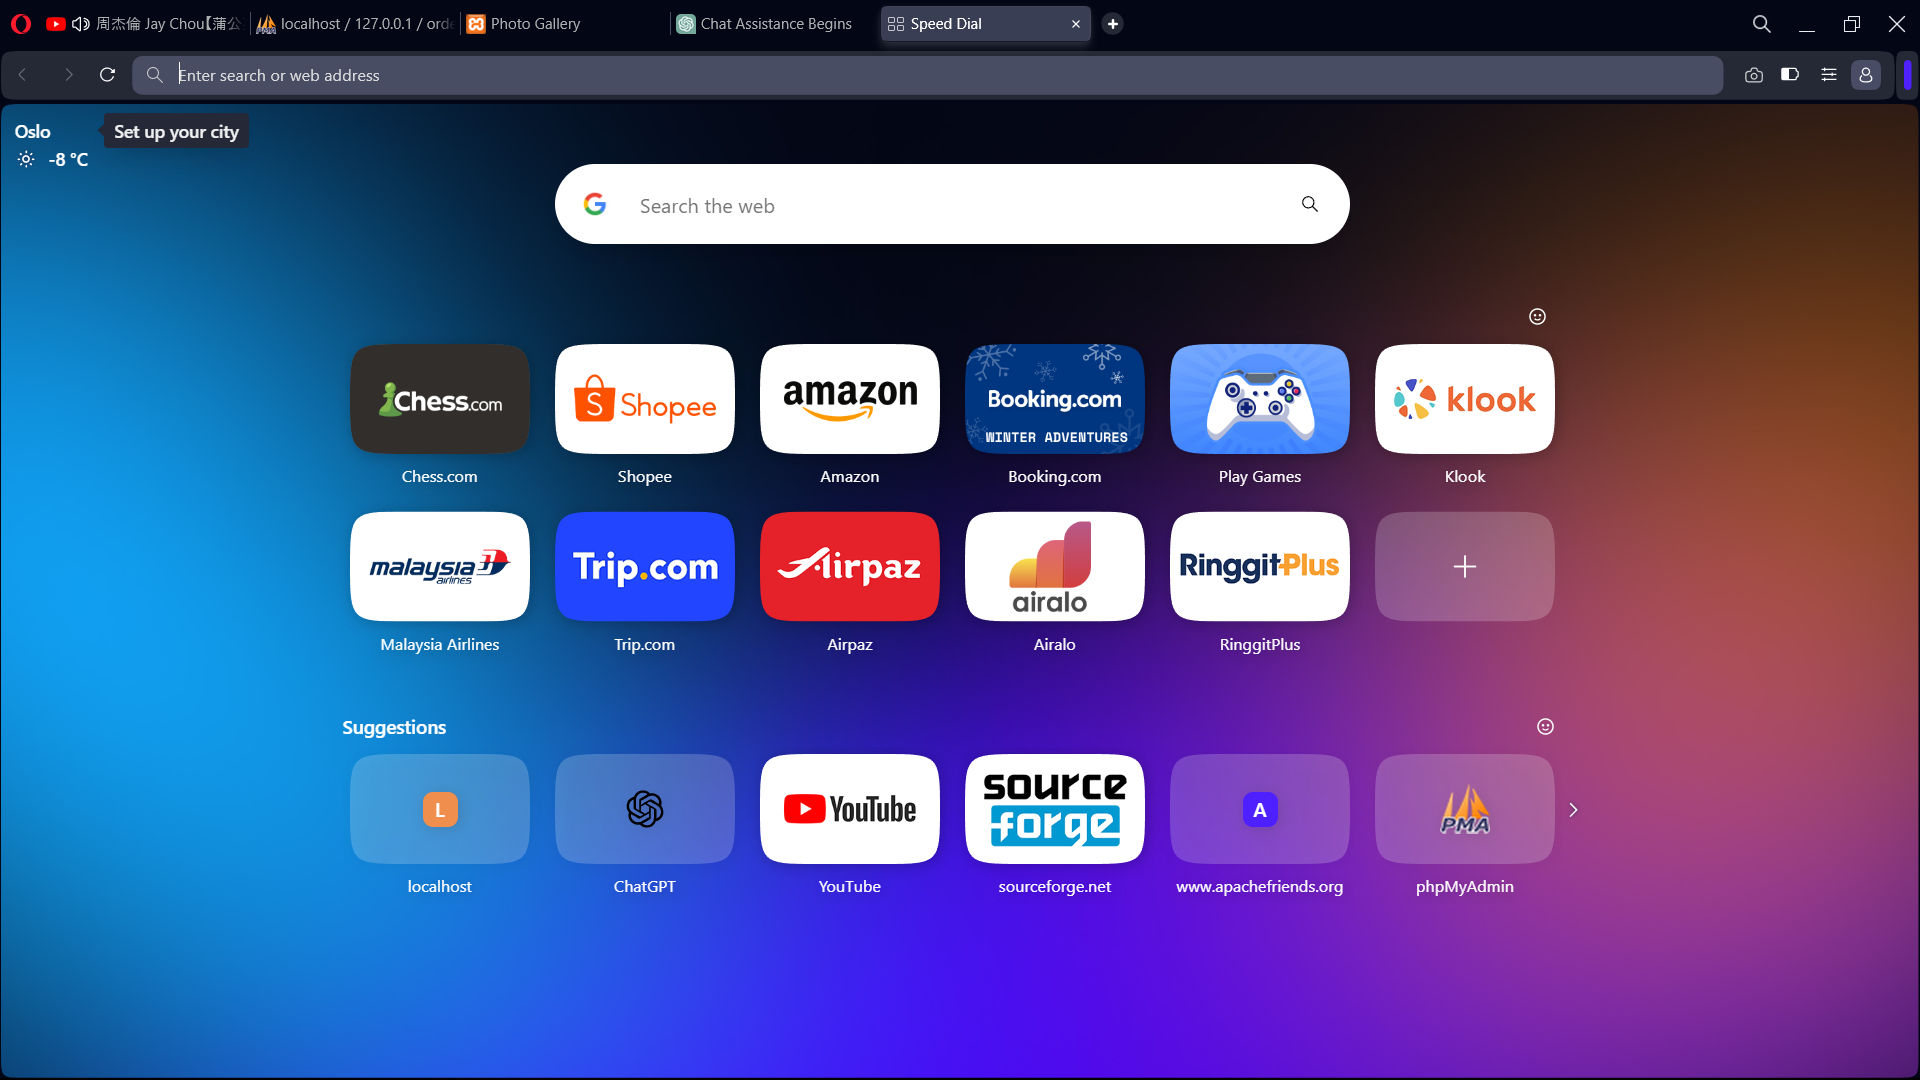 周杰倫 Jay Chou【蒲公
localhost / 127.0.0.1 / orde
Photo Gallery
Chat Assistance Begins
Speed Dial
Enter search or web address
Oslo
Set up your city
-8 °C
Search the web
Chess.com
Shopee
amazon
Booking.com
WINTER ADVENTURES
klook
Chess.com
Shopee
Amazon
Booking.com
Play Games
Klook
malaysia
airlines
Trip.com
Airpaz
airalo
RinggitPlus
Malaysia Airlines
Trip.com
Airpaz
Airalo
RinggitPlus
Suggestions
L
YouTube
source
forge
A
PMA
localhost
ChatGPT
YouTube
sourceforge.net
www.apachefriends.org
phpMyAdmin